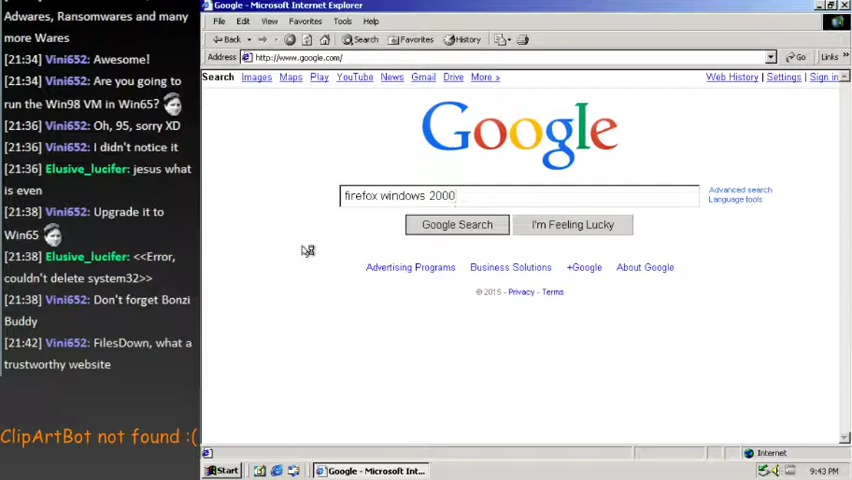 Adwares, Ransomwares and many
more Wares
[21:34] Vini652: Awesome!
[21:34] Vini652: Are you going to
run the Win98 VM in Win65?
[21:36] Vini652: Oh, 95, sorry XD
[21:36] Vini652: I didn't notice it
[21:36] Elusive_lucifer: jesus what
is even
[21:38] Vini652: Upgrade it to
Win65
[21:38] Elusive_lucifer: <<Error,
couldn't delete system32>>
[21:38] Vini652: Don't forget Bonzi
Buddy
[21:42] Vini652: FilesDown, what a
trustworthy website
ClipArtBot not found :(
Google - Microsoft Internet Explorer
File Edit View Favorites Tools Help
Back Search Favorites History
Address http://www.google.com/ Go Links »
Search Images Maps Play YouTube News Gmail Drive More » Web History | Settings | Sign in
Google
firefox windows 2000
Advanced search
Language tools
Google Search I'm Feeling Lucky
Advertising Programs Business Solutions +Google About Google
© 2015 - Privacy - Terms
Internet
Start Google - Microsoft Int... 9:43 PM